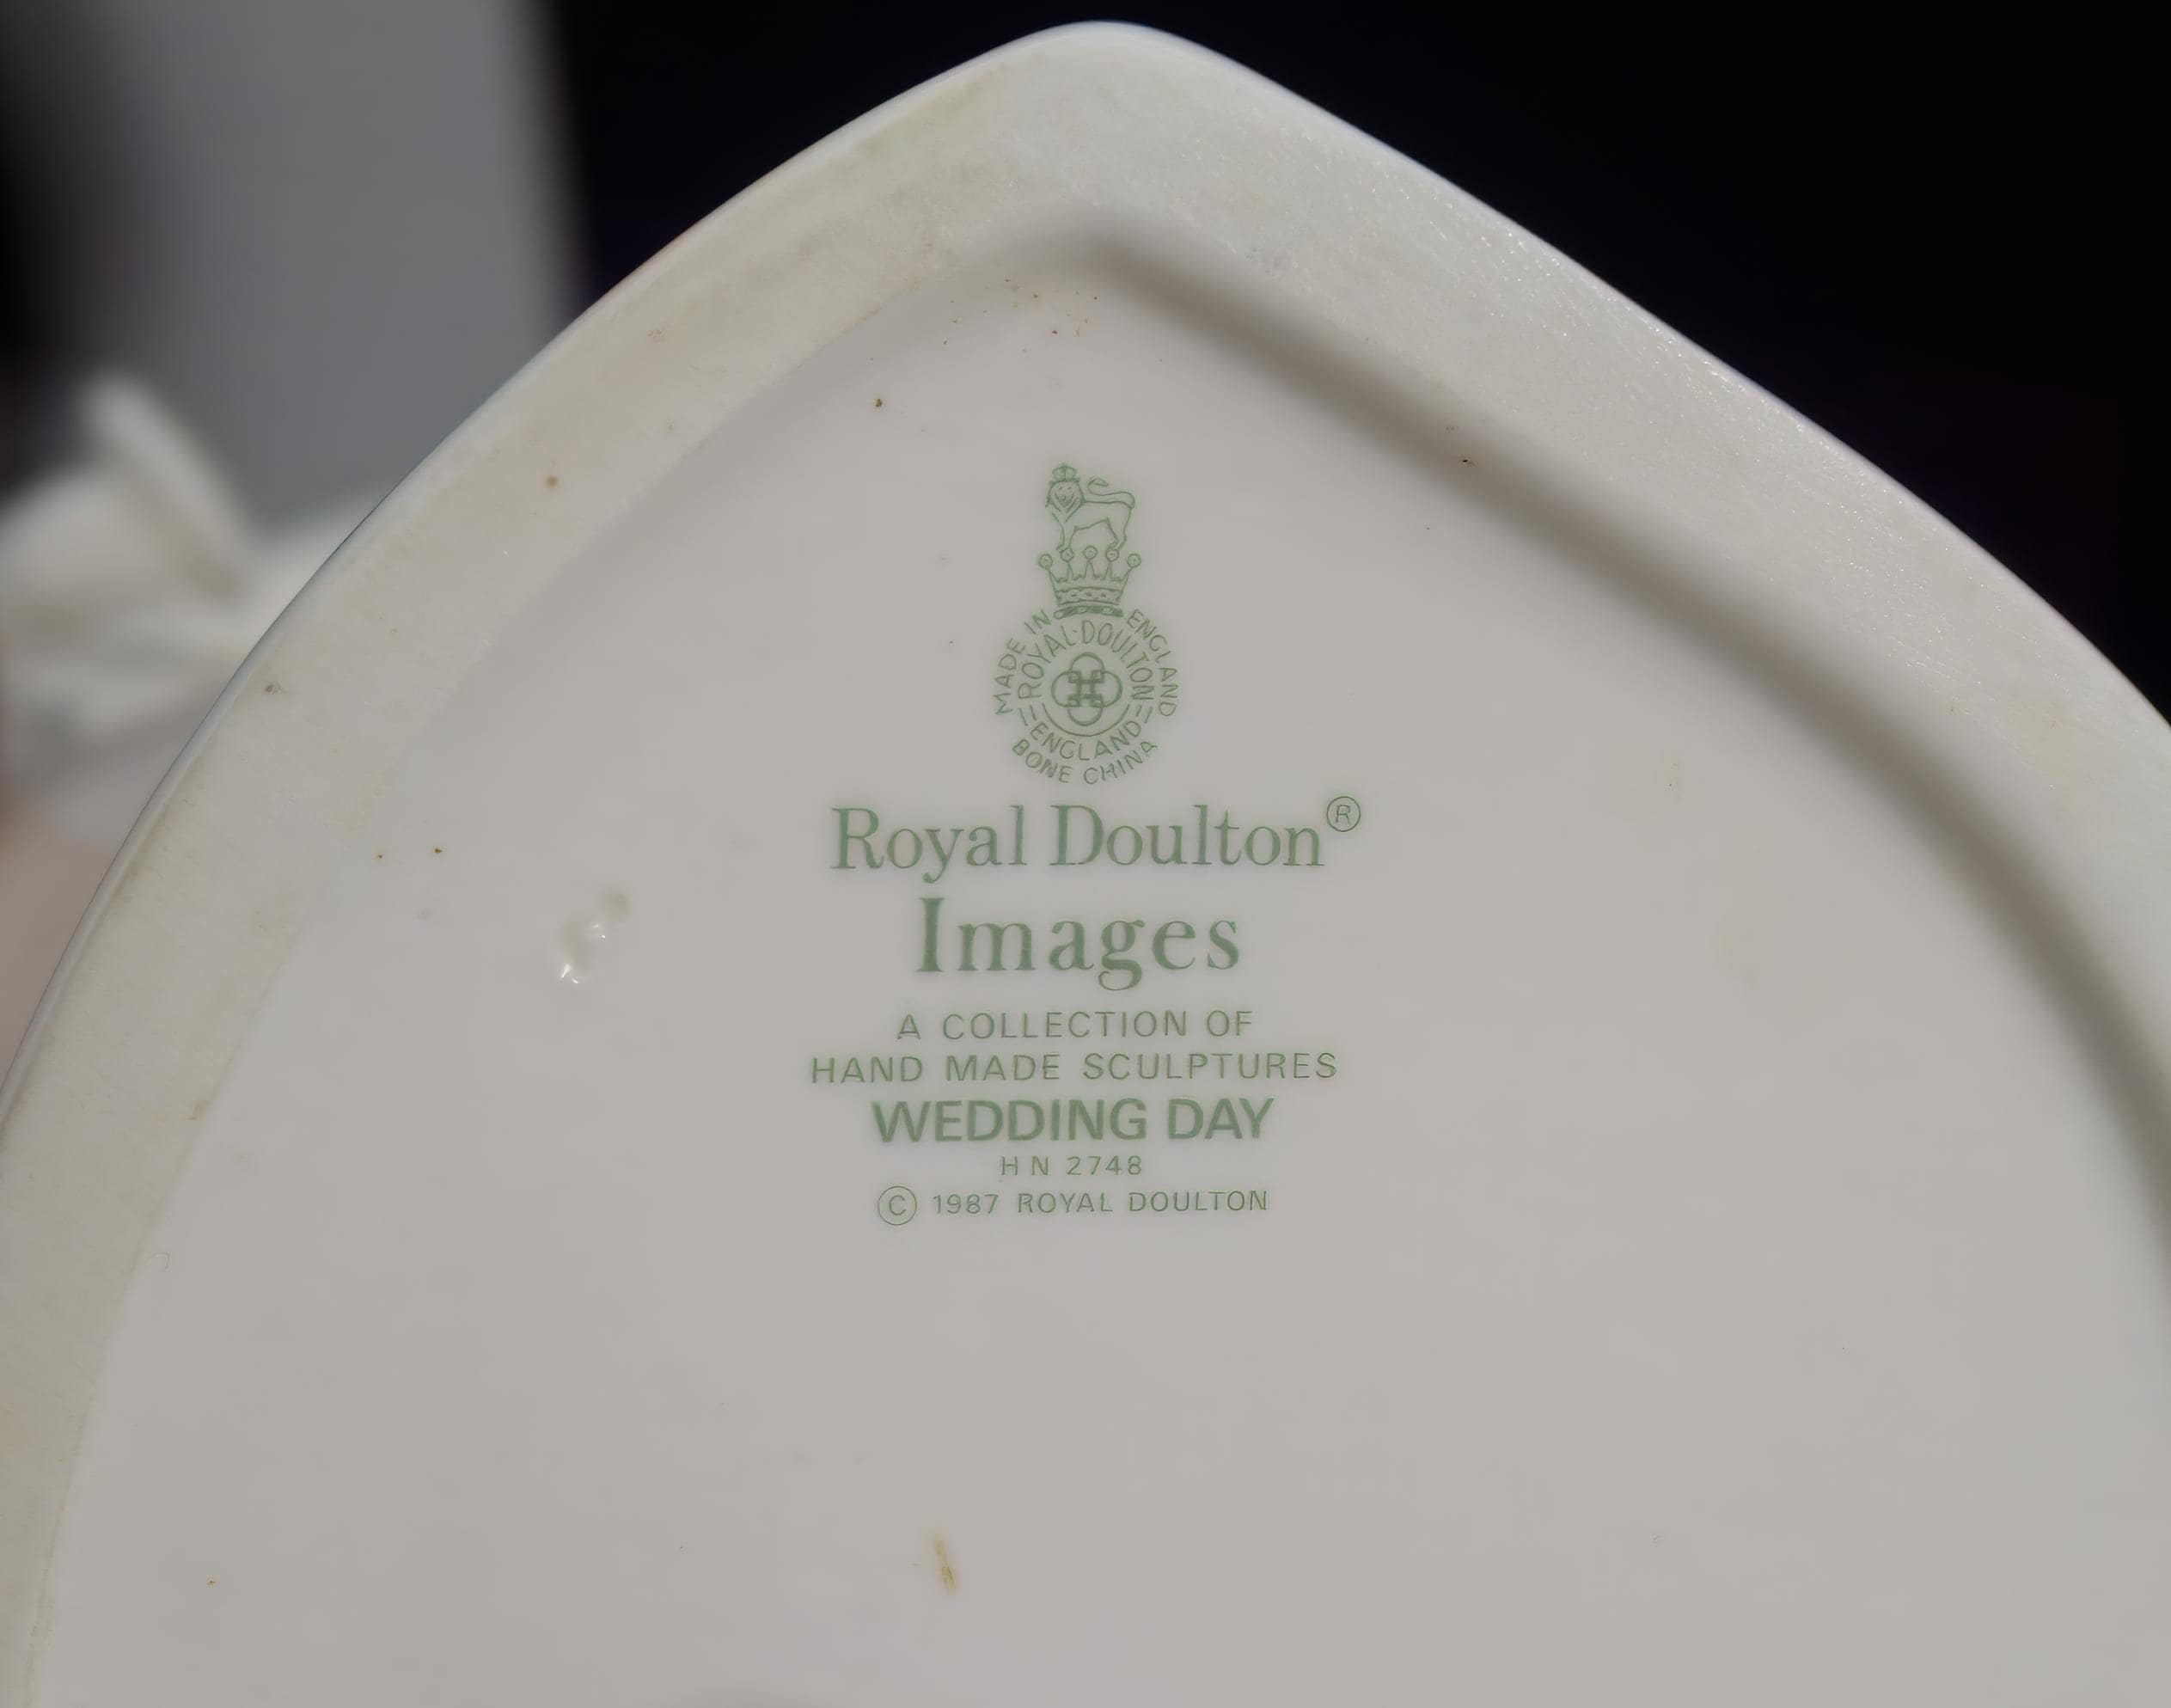 MADE IN ENGLAND
ROYAL·DOULTON
ENGLAND
BONE CHINA
Royal Doulton®
Images
A COLLECTION OF
HAND MADE SCULPTURES
WEDDING DAY
HN 2748
© 1987 ROYAL DOULTON